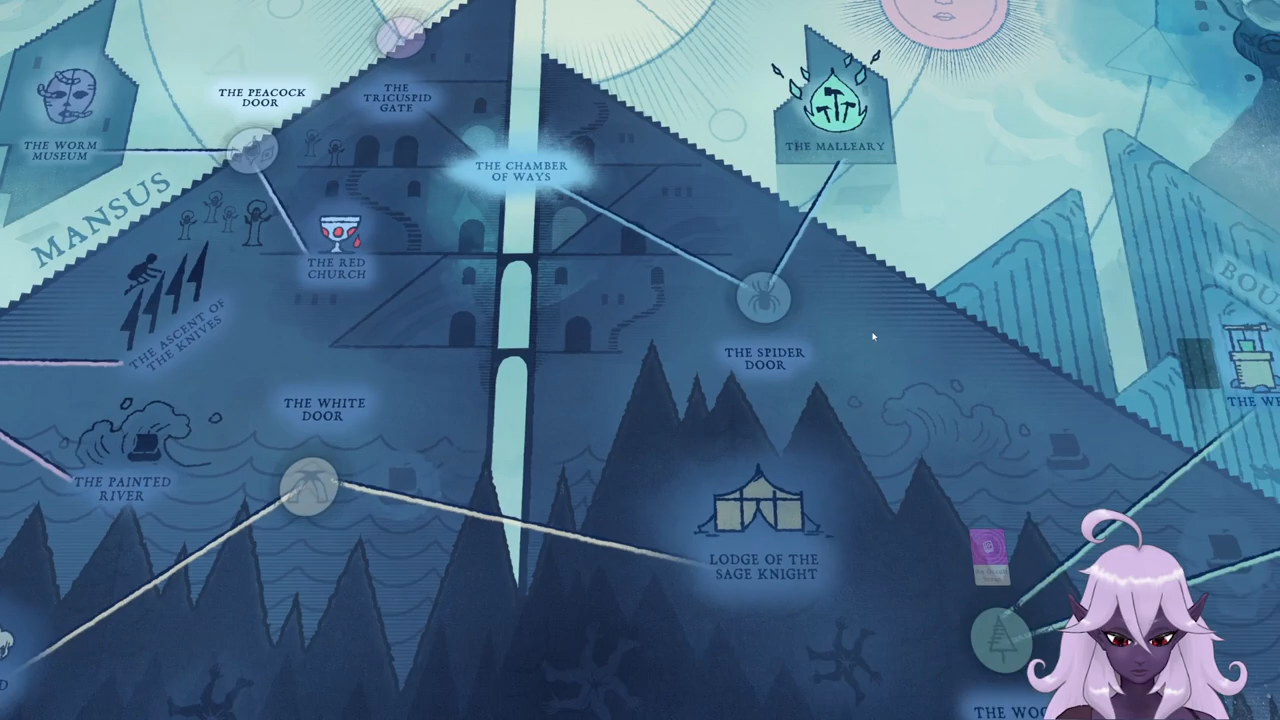 THE PEACOCK
DOOR
THE
TRICUSPID
GATE
THE WORM
MUSEUM
THE CHAMBER
OF WAYS
THE MALLEARY
MANSUS
THE RED
CHURCH
THE ASCENT OF
THE KNIVES
THE SPIDER
DOOR
BOU
THE WE
THE WHITE
DOOR
THE PAINTED
RIVER
LODGE OF THE
SAGE KNIGHT
D
THE WOO